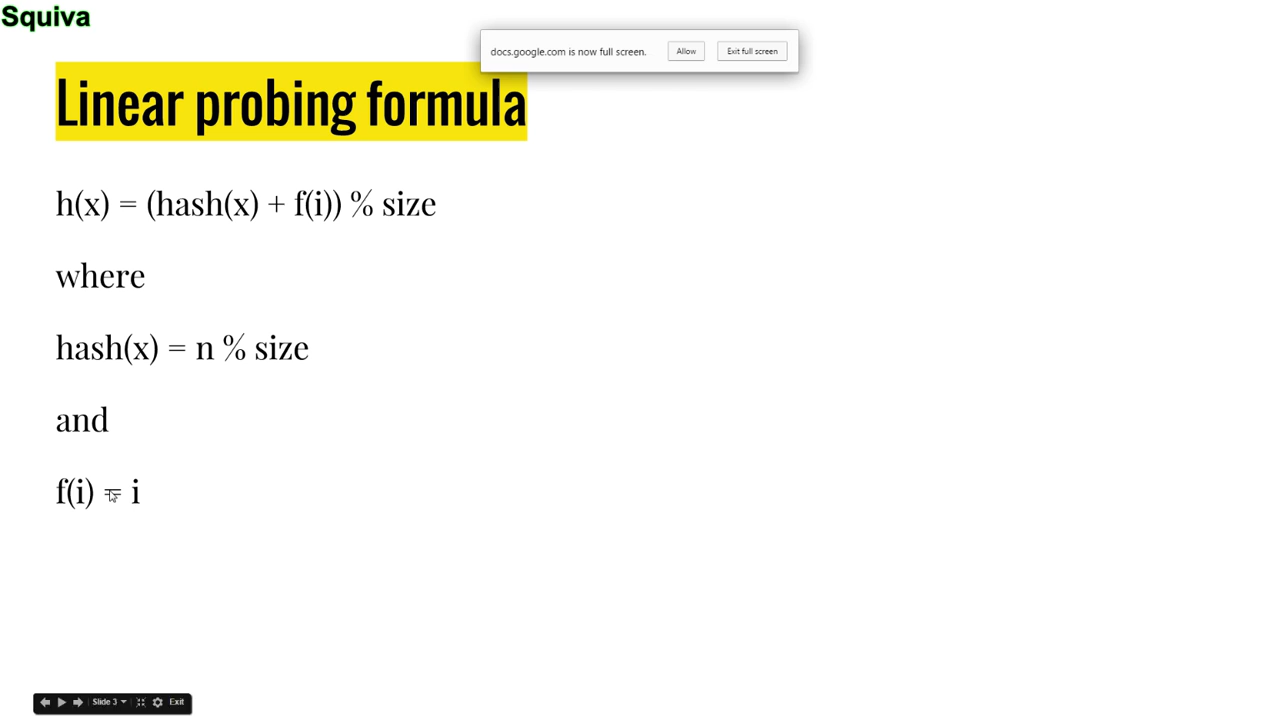 Squiva
docs.google.com is now full screen. Allow Exit full screen
Linear probing formula
h(x) = (hash(x) + f(i)) % size
where
hash(x) = n % size
and
f(i) = i
Slide 3 Exit